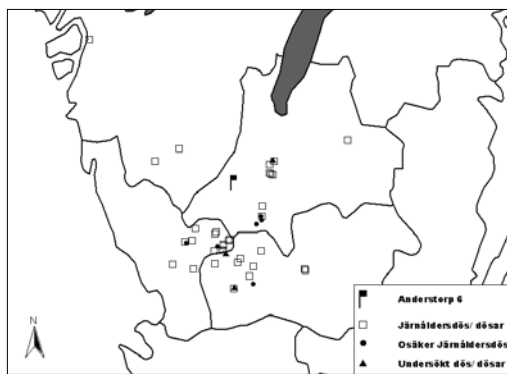 Anderstorp 6
Järnåldersdös/ dösar
Osäker Järnåldersdös
Undersökt dös/ dösar
N